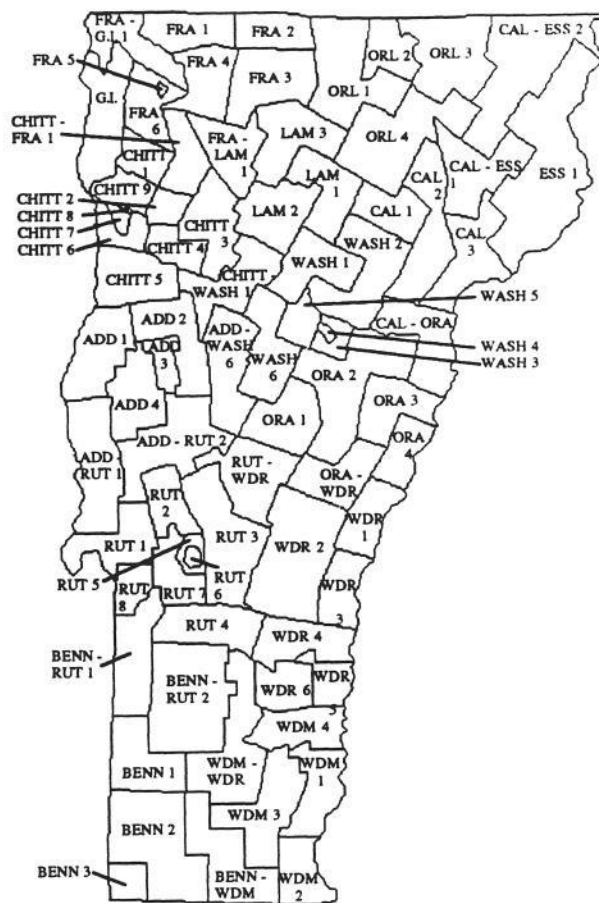 FRA -
G.I. 1
FRA 1
FRA 2
CAL - ESS 2
ORL 2
ORL 3
FRA 5
FRA 4
FRA 3
ORL 1
G.I.
CHITT -
FRA 1
FRA
6
FRA -
LAM
1
LAM 3
ORL 4
CHITT
1
LAM
1
CAL
2
CAL - ESS
1
ESS 1
CHITT 9
CHITT 2
CHITT 8
CHITT 7
CHITT 6
CHITT
3
CHITT 4
LAM 2
CAL 1
WASH 2
CAL
3
CHITT 5
CHITT -
WASH 1
WASH 1
WASH 5
ADD 2
ADD 1
ADD
3
ADD -
WASH
6
WASH
6
CAL - ORA
WASH 4
WASH 3
ORA 2
ADD 4
ORA 1
ORA 3
ORA
4
ADD -
RUT 1
ADD - RUT 2
RUT -
WDR
ORA -
WDR
RUT
2
WDR
1
RUT 1
RUT 3
WDR 2
RUT 5
RUT
6
RUT
8
RUT 7
WDR
3
RUT 4
WDR 4
BENN -
RUT 1
BENN -
RUT 2
WDR 6
WDR
5
WDM 4
BENN 1
WDM -
WDR
WDM
1
WDM 3
BENN 2
BENN 3
BENN -
WDM
WDM
2